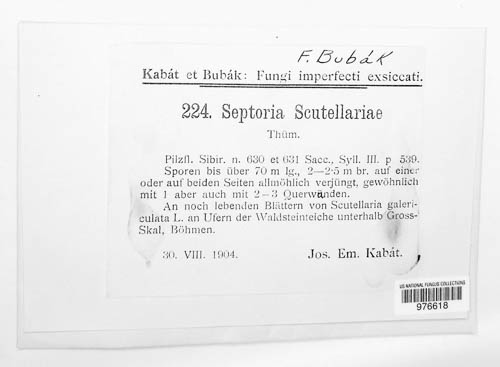 F. Bubák
Kabát et Bubák: Fungi imperfecti exsiccati.
224. Septoria Scutellariae
Thüm.
Pilzfl. Sibir. n. 630 et 631 Sacc., Syll. III. p 539.
Sporen bis über 70 m lg., 2—2·5 m br. auf einer
oder auf beiden Seiten allmöhlich verjüngt, gewöhnlich
mit 1 aber auch mit 2—3 Querwänden.
An noch lebenden Blättern von Scutellaria galeri-
culata L. an Ufern der Waldsteinteiche unterhalb Gross-
Skal, Böhmen.
30. VIII. 1904. Jos. Em. Kabát.
US NATIONAL FUNGUS COLLECTIONS
976618